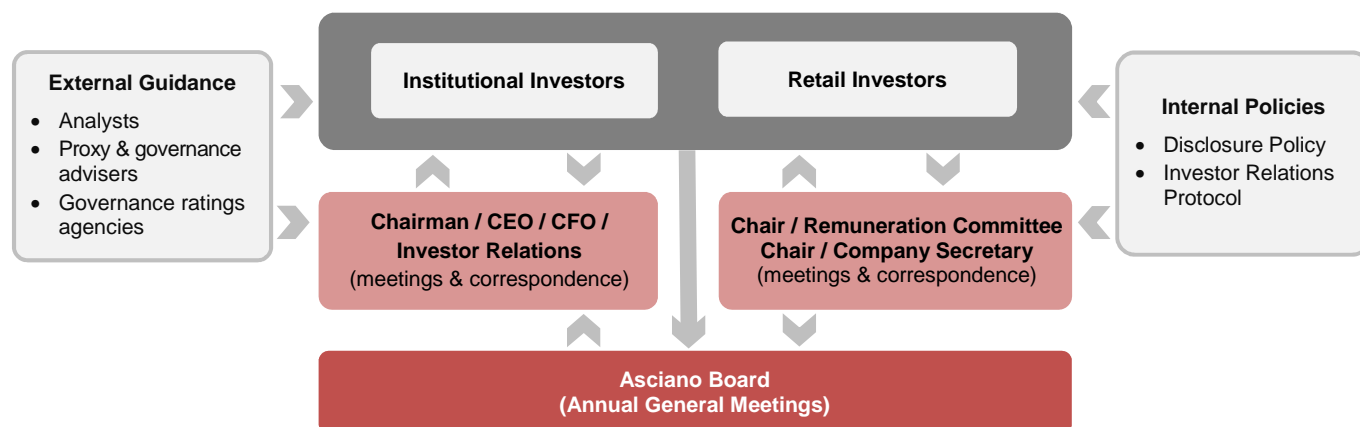 External Guidance
• Analysts
• Proxy & governance
advisers
• Governance ratings
agencies
Institutional Investors
Retail Investors
Internal Policies
• Disclosure Policy
• Investor Relations
Protocol
Chairman / CEO / CFO /
Investor Relations
(meetings & correspondence)
Chair / Remuneration Committee
Chair / Company Secretary
(meetings & correspondence)
Asciano Board
(Annual General Meetings)